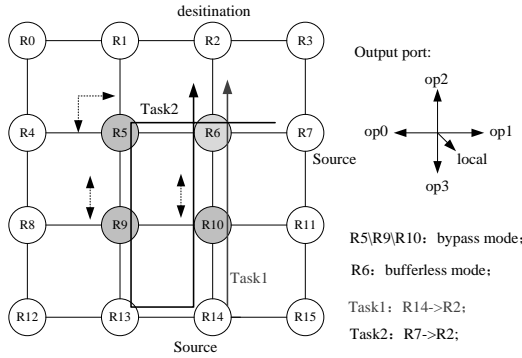 desitination
R0
R1
R2
R3
Output port:
op2
op0
op1
local
op3
Task2
R4
R5
R6
R7
Source
R8
R9
R10
R11
R5\R9\R10: bypass mode;
R6: bufferless mode;
Task1
Task1: R14->R2;
Task2: R7->R2;
R12
R13
R14
R15
Source